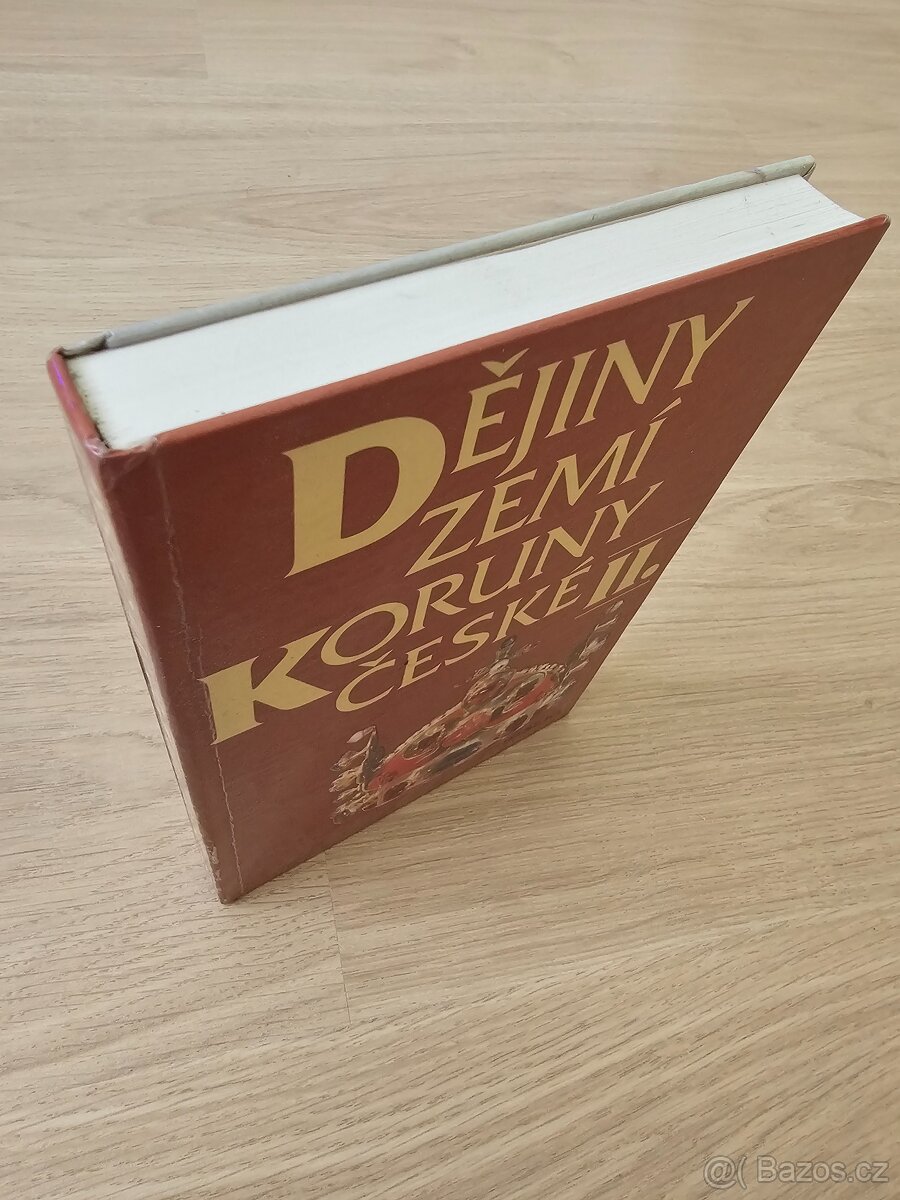 DĚJINY
ZEMÍ
KORUNY
ČESKÉ II.
@( Bazos.cz